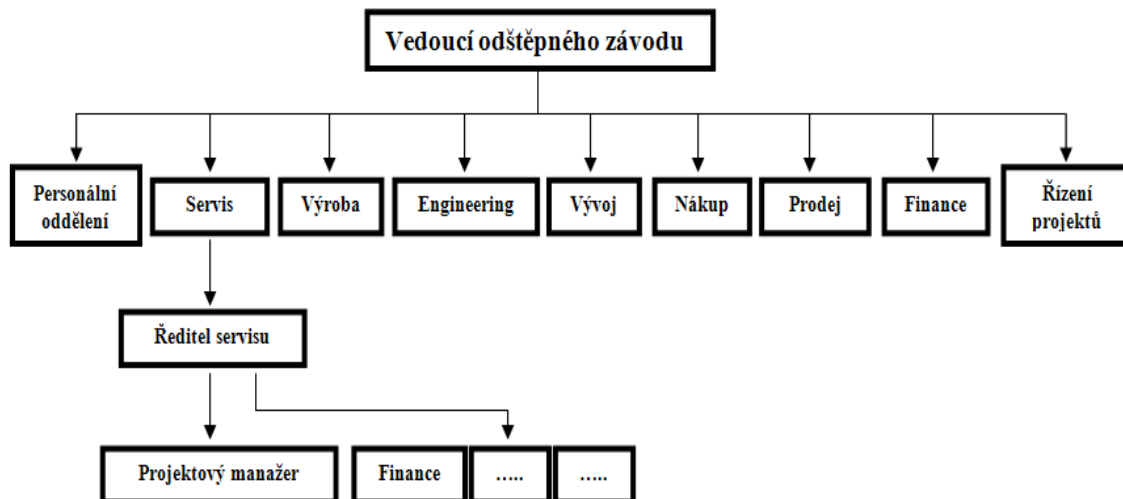 Vedoucí odštěpného závodu
Personální
oddělení
Servis
Výroba
Engineering
Vývoj
Nákup
Prodej
Finance
Řízení
projektů
Ředitel servisu
Projektový manažer
Finance
…..
…..